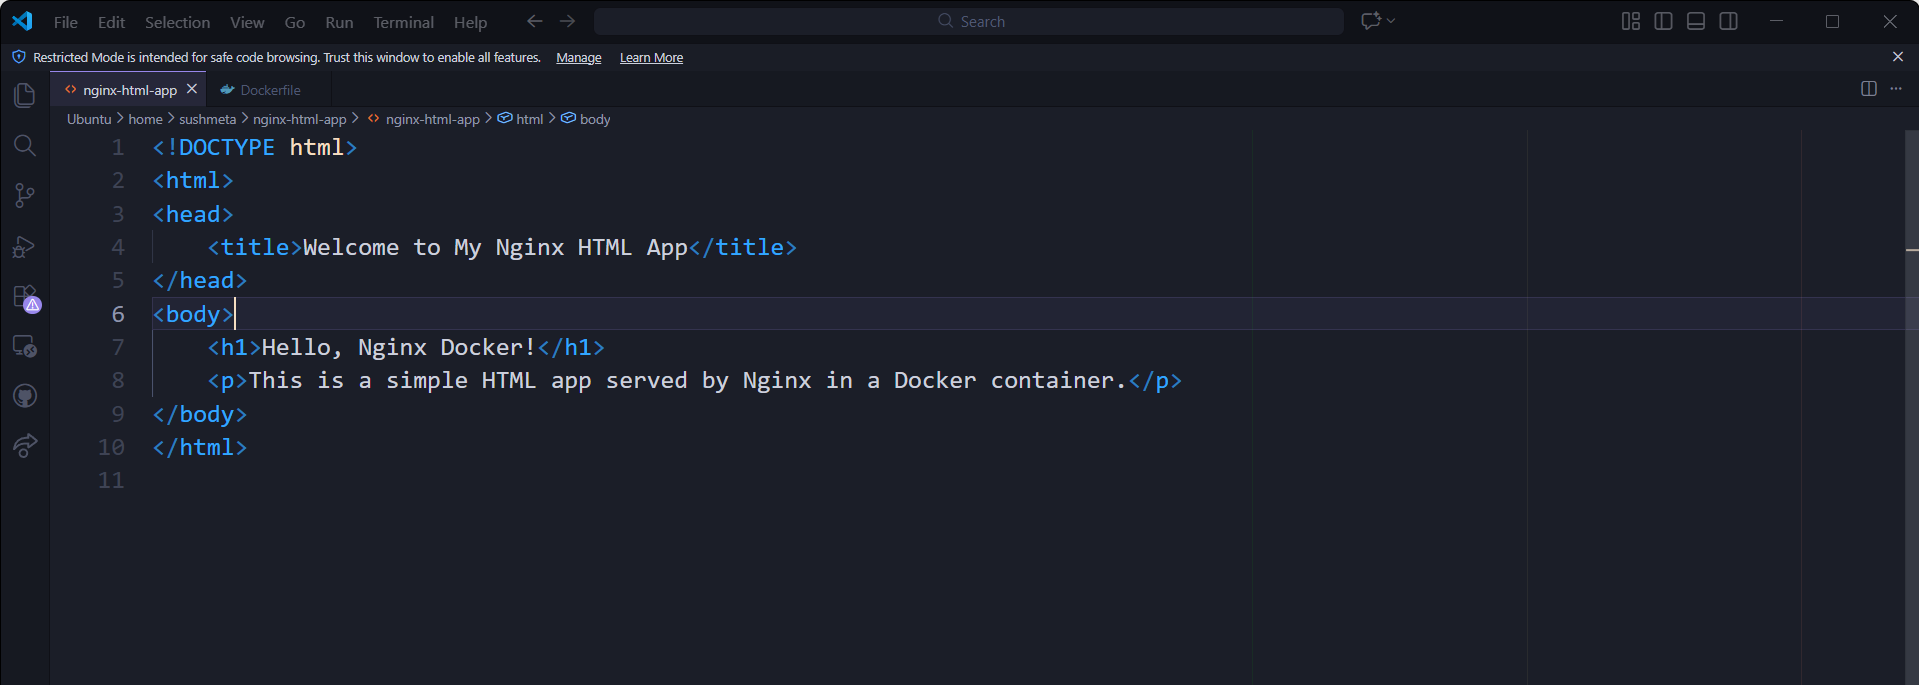 File Edit Selection View Go Run Terminal Help Search
Restricted Mode is intended for safe code browsing. Trust this window to enable all features. Manage Learn More
nginx-html-app Dockerfile
Ubuntu > home > sushmeta > nginx-html-app > nginx-html-app > html > body
1 <!DOCTYPE html>
2 <html>
3 <head>
4     <title>Welcome to My Nginx HTML App</title>
5 </head>
6 <body>
7     <h1>Hello, Nginx Docker!</h1>
8     <p>This is a simple HTML app served by Nginx in a Docker container.</p>
9 </body>
10 </html>
11